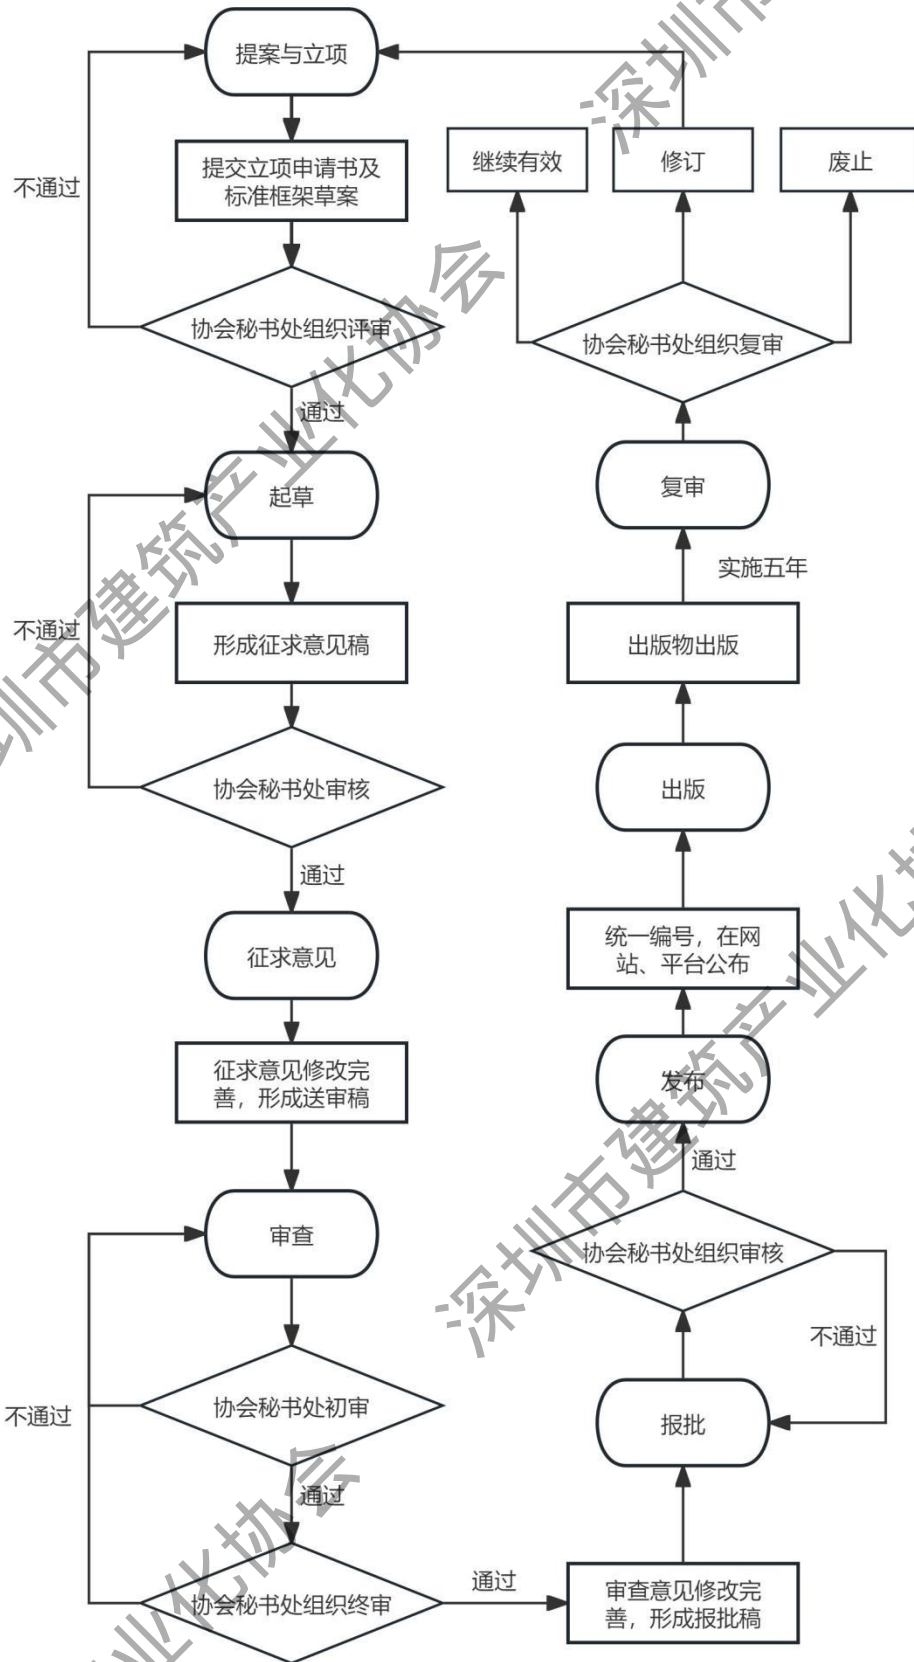 提案与立项
提交立项申请书及
标准框架草案
不通过
协会秘书处组织评审
通过
起草
不通过
形成征求意见稿
协会秘书处审核
通过
征求意见
征求意见修改完
善，形成送审稿
审查
协会秘书处初审
不通过
通过
协会秘书处组织终审
通过
审查意见修改完
善，形成报批稿
报批
不通过
协会秘书处组织审核
通过
发布
统一编号，在网
站、平台公布
出版
出版物出版
实施五年
复审
协会秘书处组织复审
继续有效
修订
废止
深圳市
深圳市建筑产业化协会
深圳市建筑产业化协
业化协会